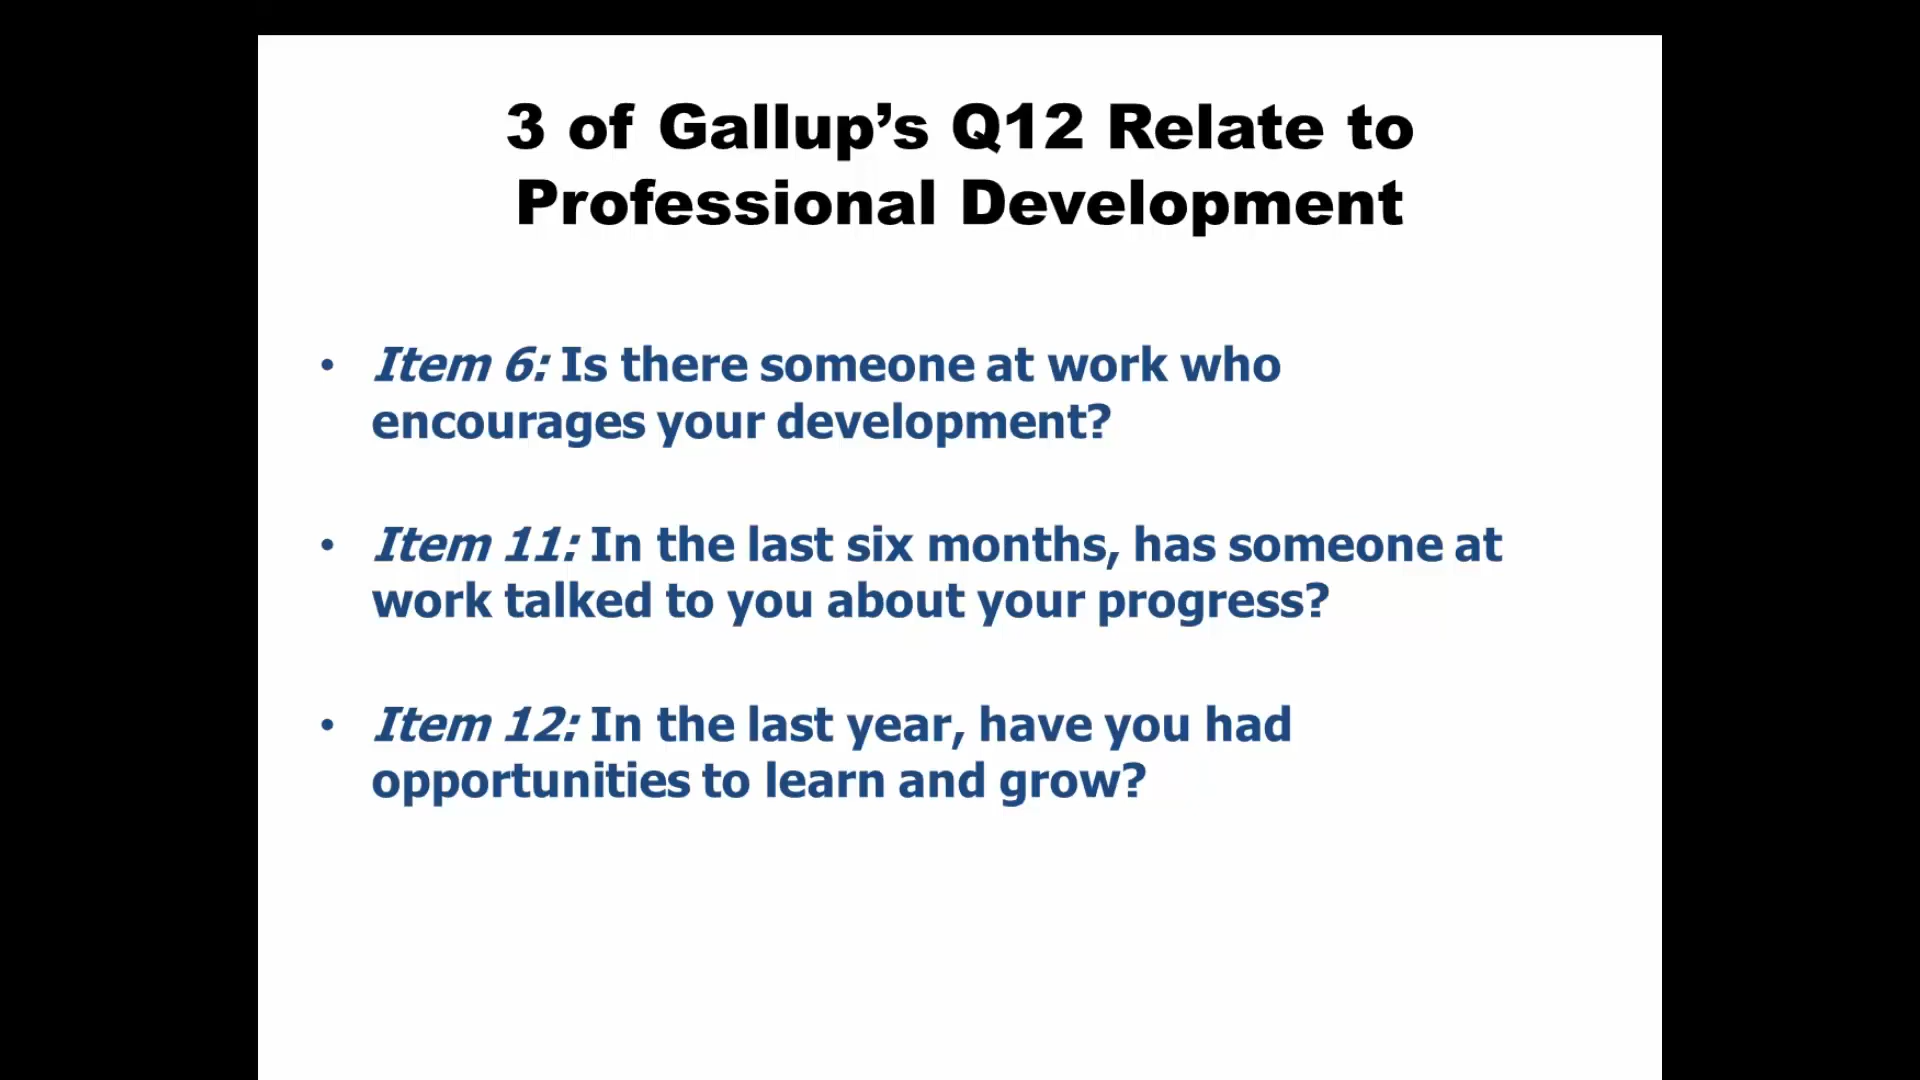 3 of Gallup’s Q12 Relate to
Professional Development
• Item 6: Is there someone at work who
encourages your development?
• Item 11: In the last six months, has someone at
work talked to you about your progress?
• Item 12: In the last year, have you had
opportunities to learn and grow?